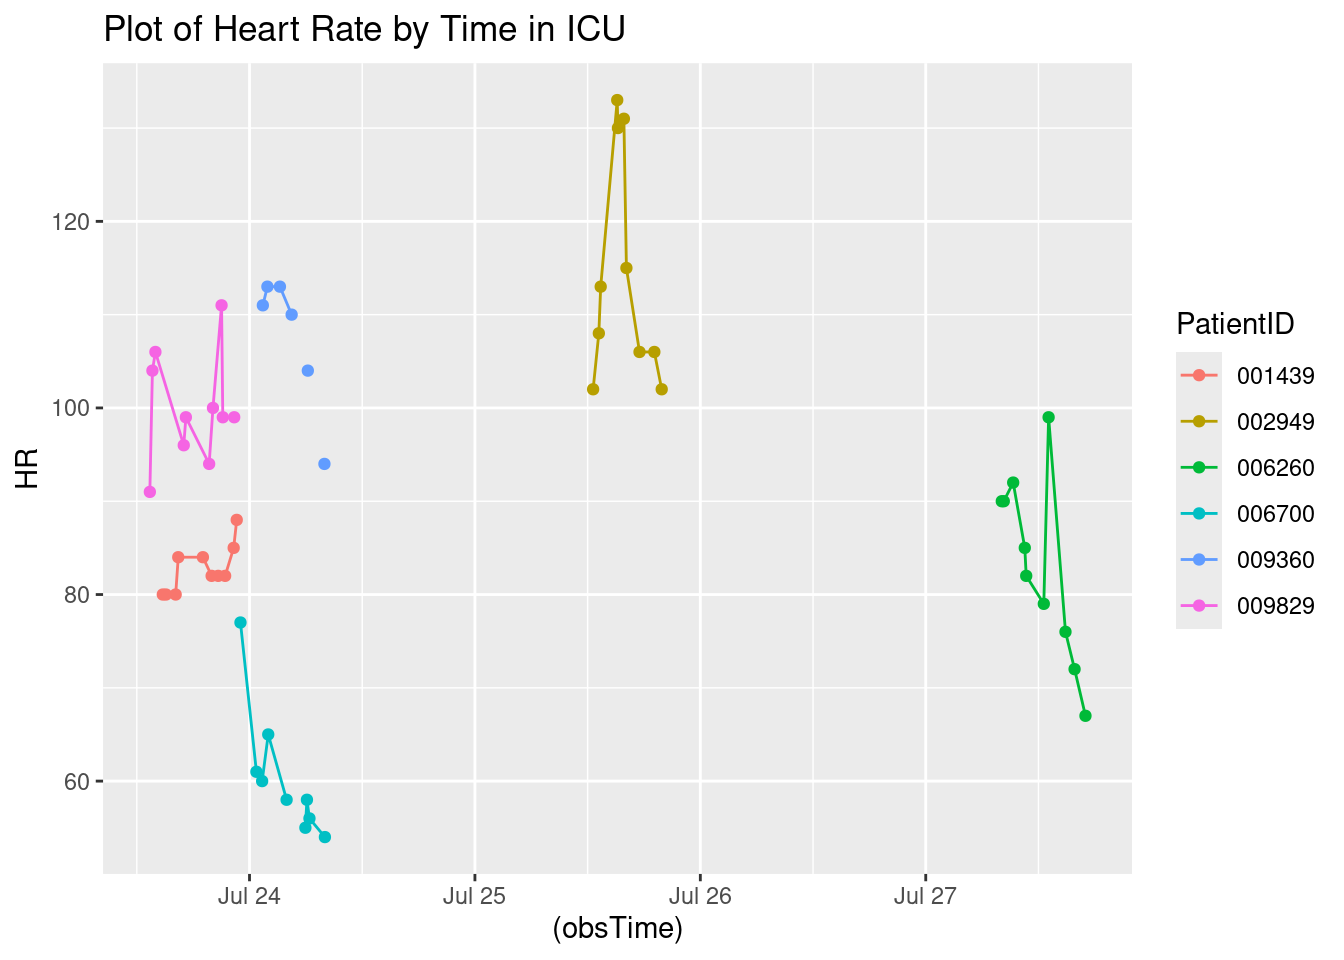 Plot of Heart Rate by Time in ICU
HR
120
100
80
60
Jul 24
Jul 25
Jul 26
Jul 27
(obsTime)
PatientID
001439
002949
006260
006700
009360
009829